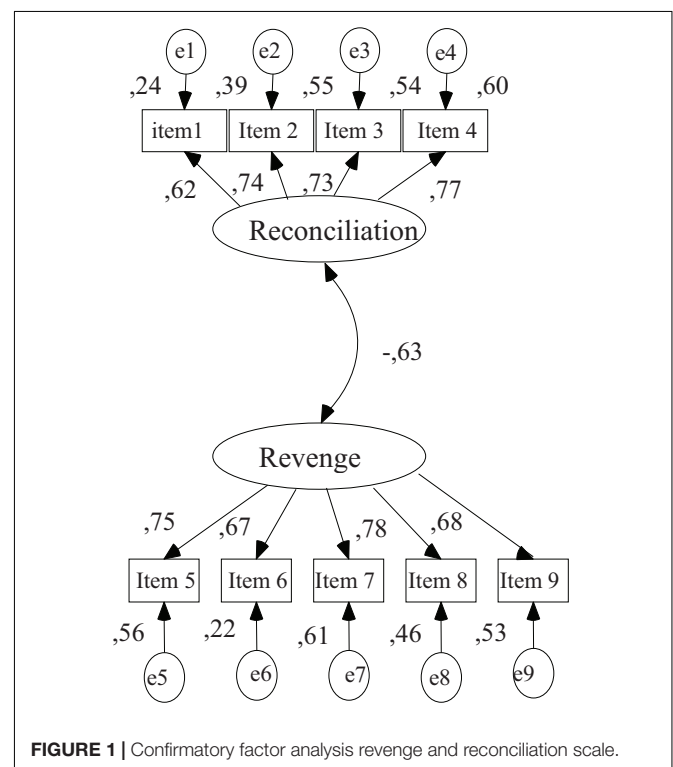 e1 e2 e3 e4
,24 ,39 ,55 ,54 ,60
item1 Item 2 Item 3 Item 4
,62 ,74 ,73 ,77
Reconciliation
-,63
Revenge
,75 ,67 ,78 ,68
Item 5 Item 6 Item 7 Item 8 Item 9
,56 ,22 ,61 ,46 ,53
e5 e6 e7 e8 e9
FIGURE 1 | Confirmatory factor analysis revenge and reconciliation scale.